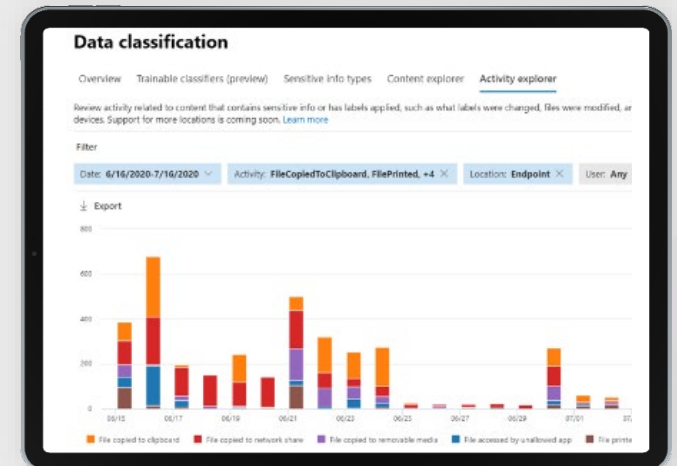 Data classification
Overview Trainable classifiers (preview) Sensitive info types Content explorer Activity explorer
Review activity related to content that contains sensitive info or has labels applied, such as what labels were changed, files were modified, ar
devices. Support for more locations is coming soon. Learn more
Filter
Date: 6/16/2020-7/16/2020 Activity: FileCopiedToClipboard, FilePrinted, +4 Location: Endpoint User: Any
Export
800
600
400
200
0
06/15 06/17 06/19 06/21 06/23 06/25 06/27 06/29 07/01 07/
File copied to clipboard File copied to network share File copied to removable media File accessed by unallowed app File printe